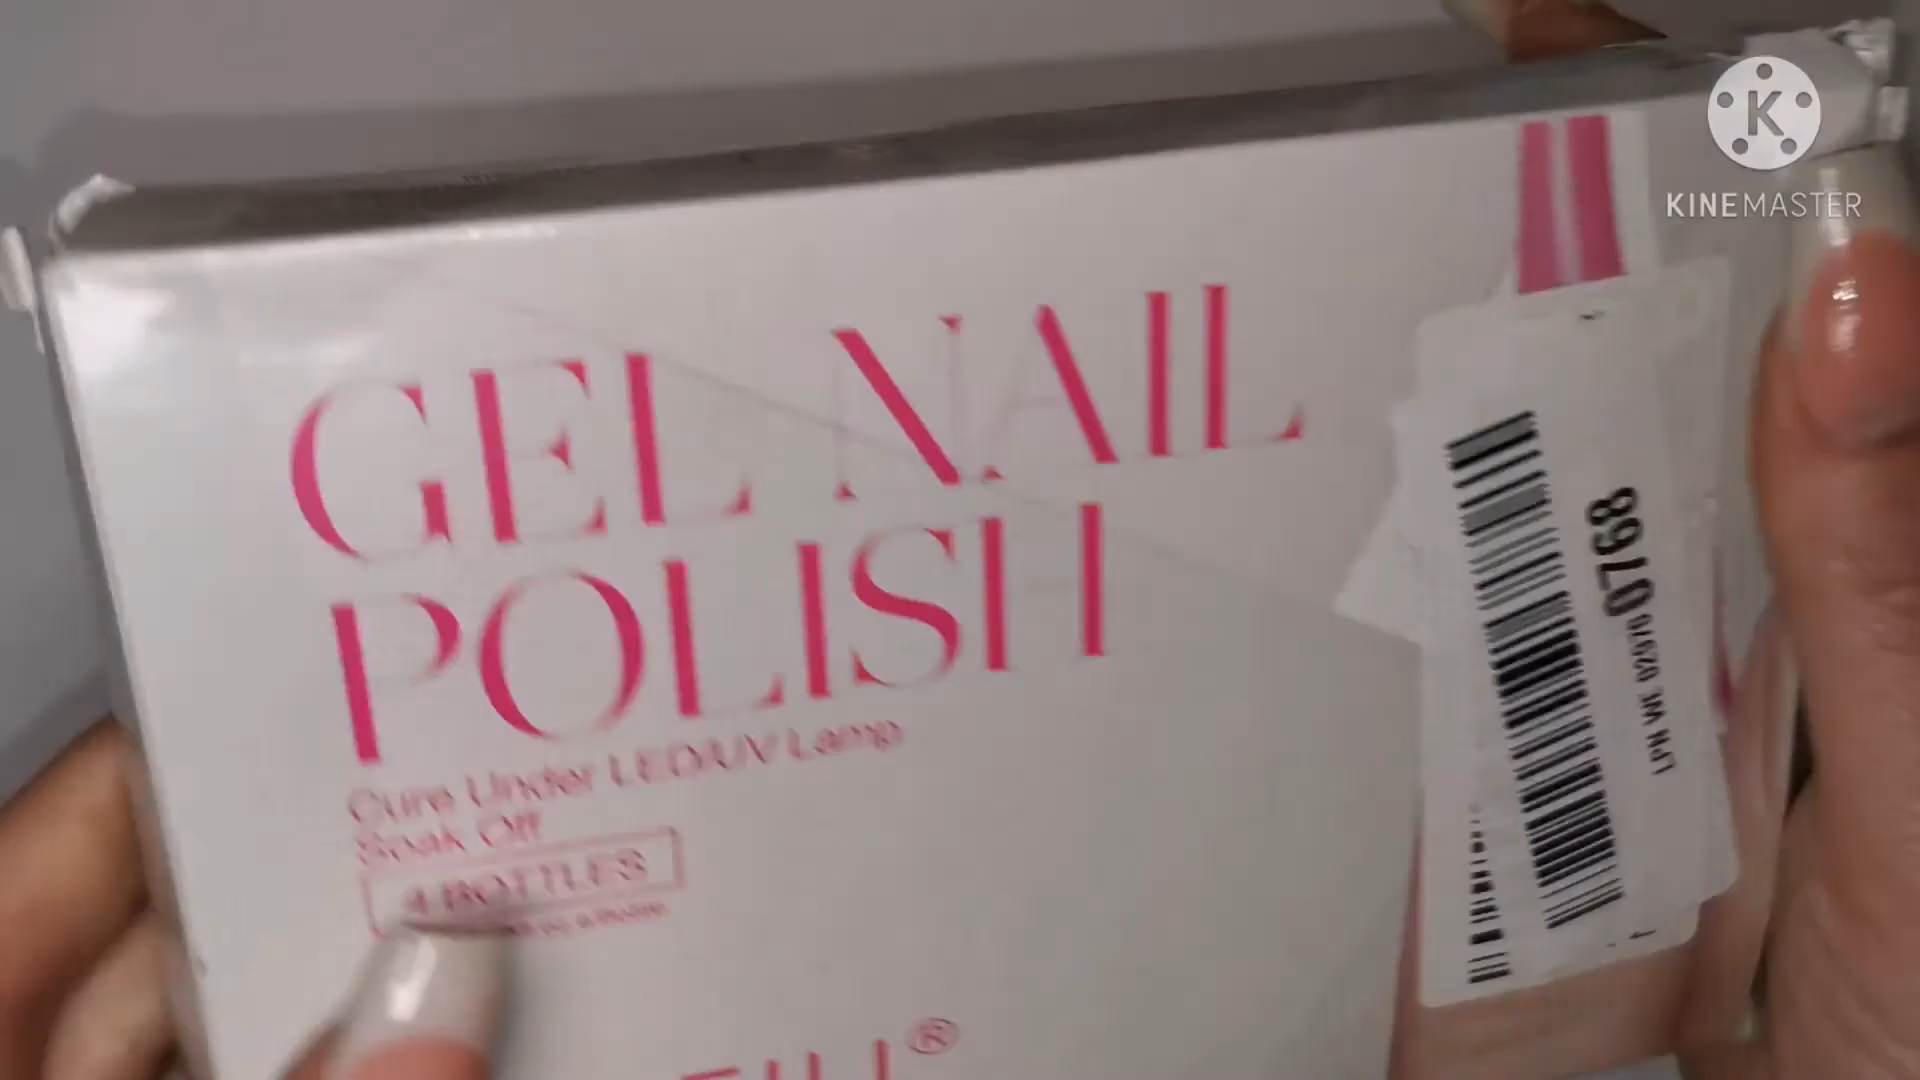 K
KINEMASTER
GEL NAIL
POLISH
Cure Under LED/UV Lamp
Soak Off
4 BOTTLES
0768